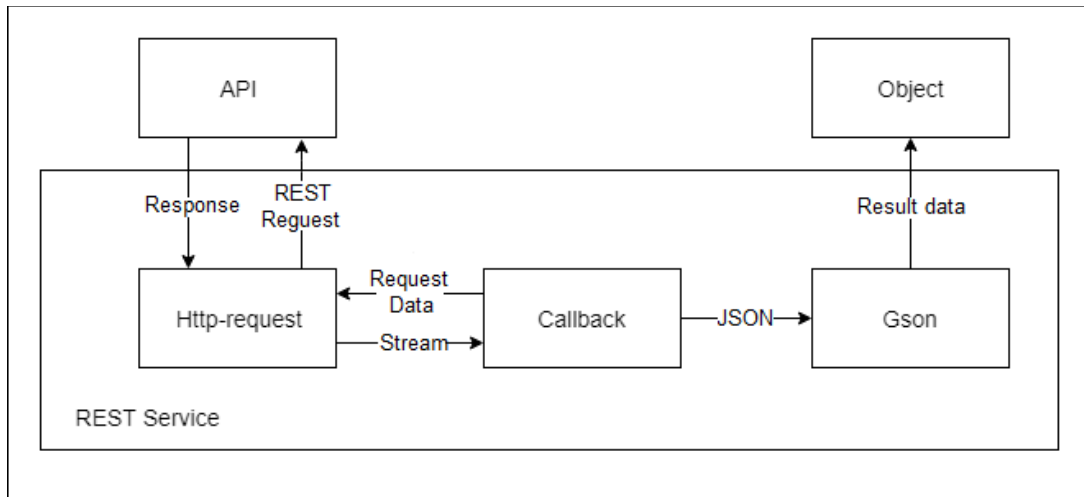 API
Object
Response
REST
Reguest
Result data
Request
Data
Http-request
Callback
JSON
Gson
Stream
REST Service